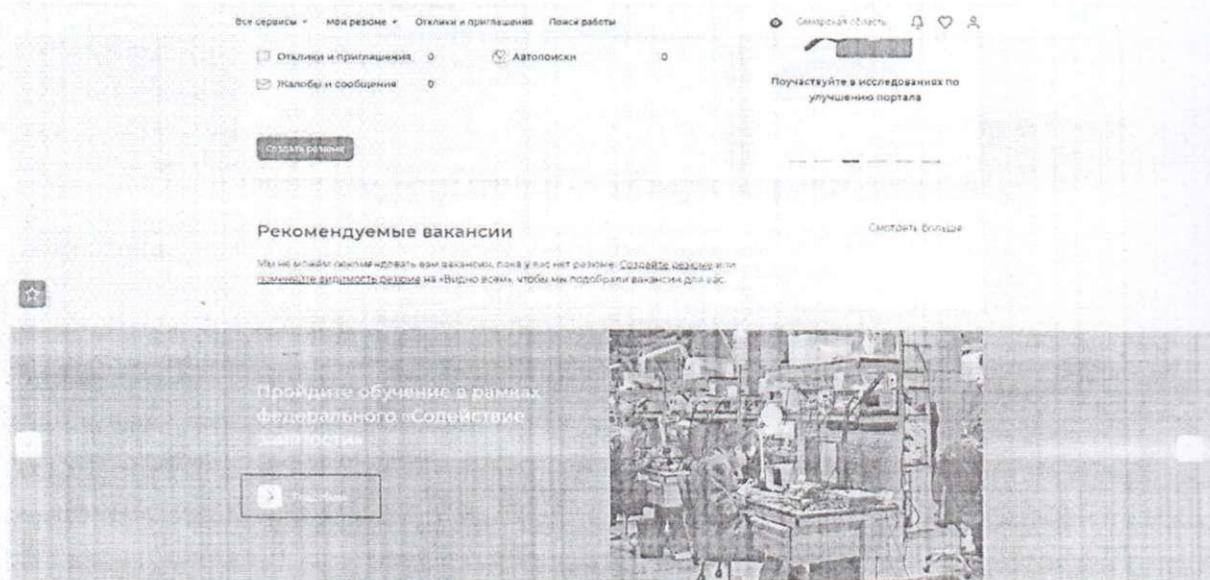 Все сервисы Мои резюме Отклики и приглашения Поиск работы Самарская область
Отклики и приглашения 0 Автопоиски 0
Жалобы и сообщения 0
Поучаствуйте в исследованиях по
улучшению портала
Создать резюме
Рекомендуемые вакансии Смотреть больше
Мы не можем рекомендовать вам вакансии, пока у вас нет резюме. Создайте резюме или
поменяйте видимость резюме на «Видно всем», чтобы мы подобрали вакансии для вас.
Пройдите обучение в рамках
федерального «Содействие
занятости»